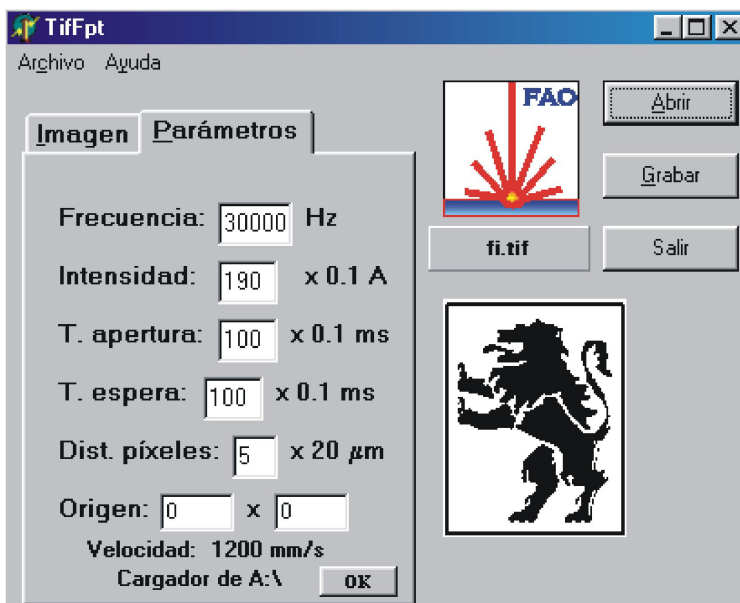 TifFpt
Archivo Ayuda
Imagen Parámetros
Frecuencia: 30000 Hz
Intensidad: 190 x 0.1 A
T. apertura: 100 x 0.1 ms
T. espera: 100 x 0.1 ms
Dist. píxeles: 5 x 20 µm
Origen: 0 x 0
Velocidad: 1200 mm/s
Cargador de A:\ OK
FAO
fi.tif
Abrir
Grabar
Salir